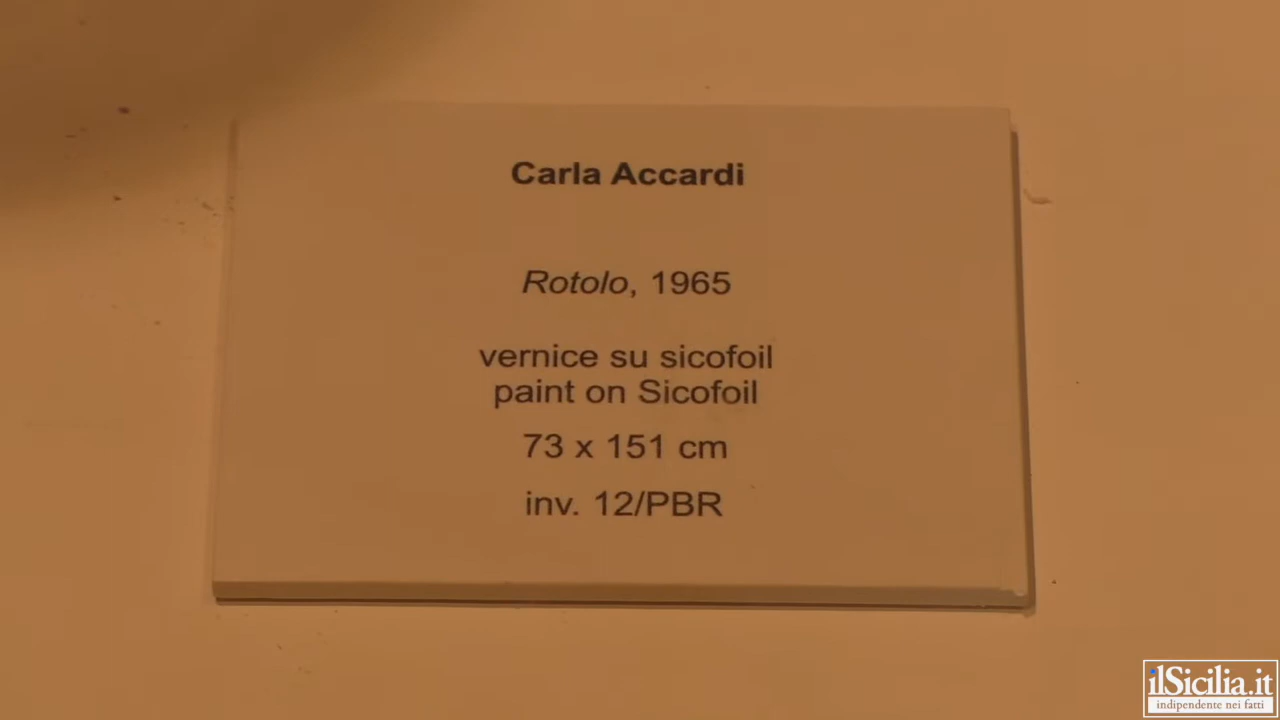 Carla Accardi
Rotolo, 1965
vernice su sicofoil
paint on Sicofoil
73 x 151 cm
inv. 12/PBR
ilSicilia.it
indipendente nei fatti